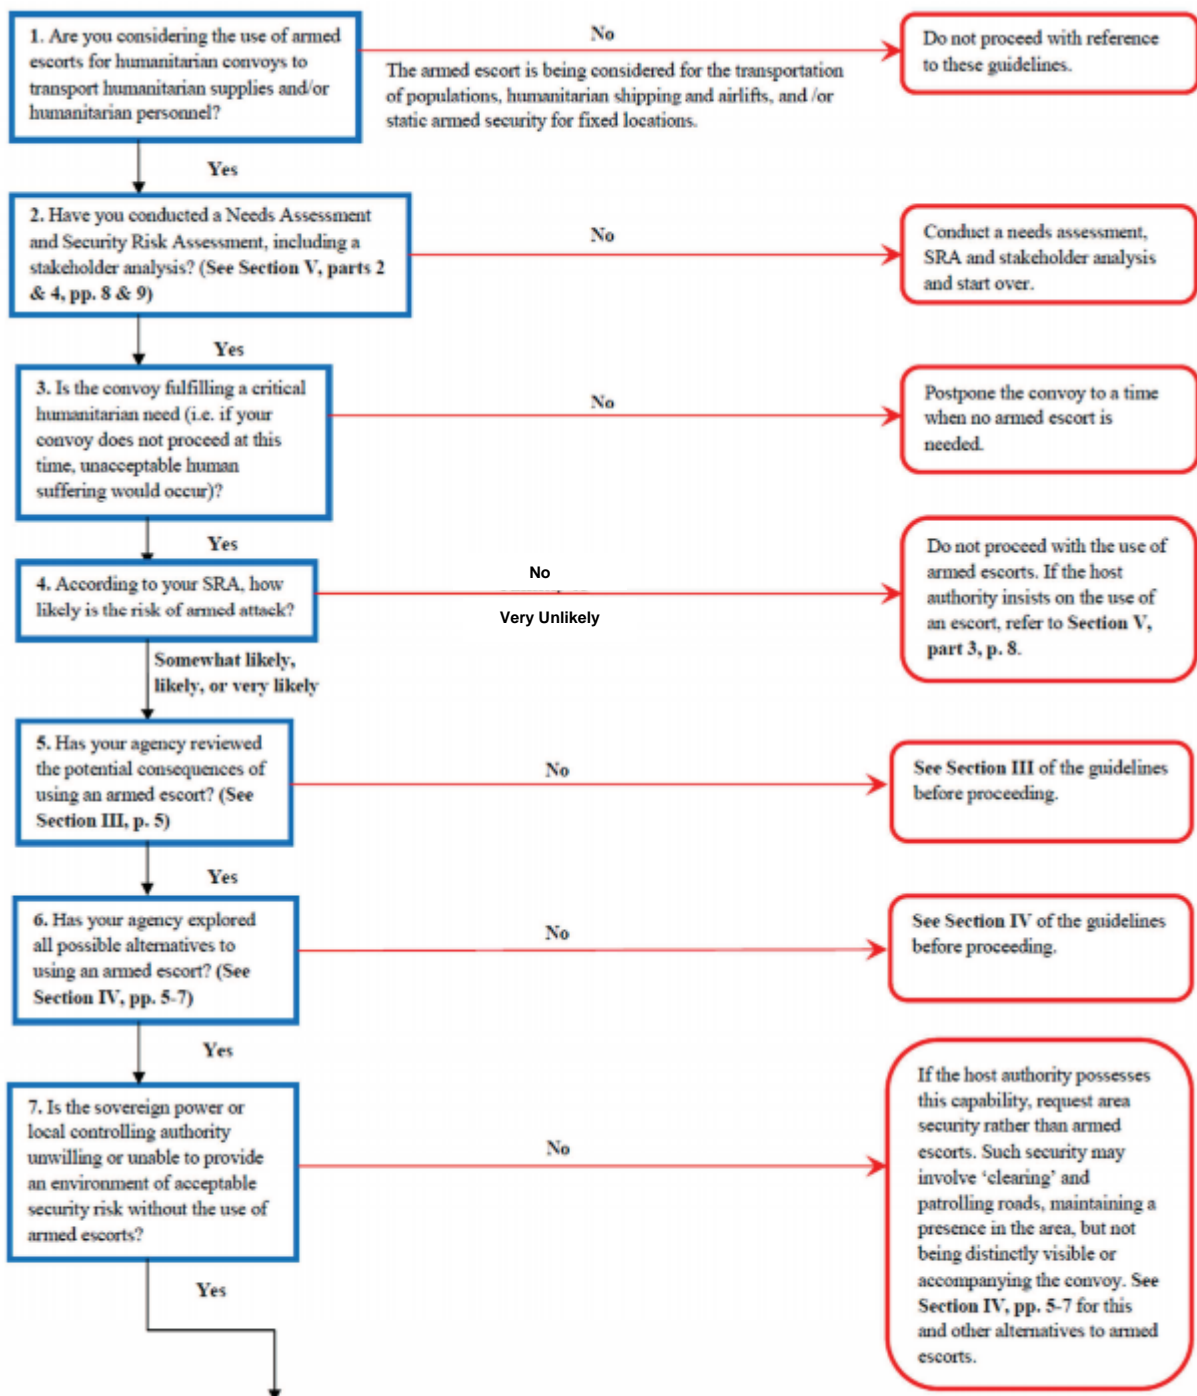 1. Are you considering the use of armed
escorts for humanitarian convoys to
transport humanitarian supplies and/or
humanitarian personnel?
No
The armed escort is being considered for the transportation
of populations, humanitarian shipping and airlifts, and /or
static armed security for fixed locations.
Do not proceed with reference
to these guidelines.
Yes
2. Have you conducted a Needs Assessment
and Security Risk Assessment, including a
stakeholder analysis? (See Section V, parts 2
& 4, pp. 8 & 9)
No
Conduct a needs assessment,
SRA and stakeholder analysis
and start over.
Yes
3. Is the convoy fulfilling a critical
humanitarian need (i.e. if your
convoy does not proceed at this
time, unacceptable human
suffering would occur)?
No
Postpone the convoy to a time
when no armed escort is
needed.
Yes
4. According to your SRA, how
likely is the risk of armed attack?
No
Very Unlikely
Do not proceed with the use of
armed escorts. If the host
authority insists on the use of
an escort, refer to Section V,
part 3, p. 8.
Somewhat likely,
likely, or very likely
5. Has your agency reviewed
the potential consequences of
using an armed escort? (See
Section III, p. 5)
No
See Section III of the guidelines
before proceeding.
Yes
6. Has your agency explored
all possible alternatives to
using an armed escort? (See
Section IV, pp. 5-7)
No
See Section IV of the guidelines
before proceeding.
Yes
7. Is the sovereign power or
local controlling authority
unwilling or unable to provide
an environment of acceptable
security risk without the use of
armed escorts?
No
If the host authority possesses
this capability, request area
security rather than armed
escorts. Such security may
involve ‘clearing’ and
patrolling roads, maintaining a
presence in the area, but not
being distinctly visible or
accompanying the convoy. See
Section IV, pp. 5-7 for this
and other alternatives to armed
escorts.
Yes